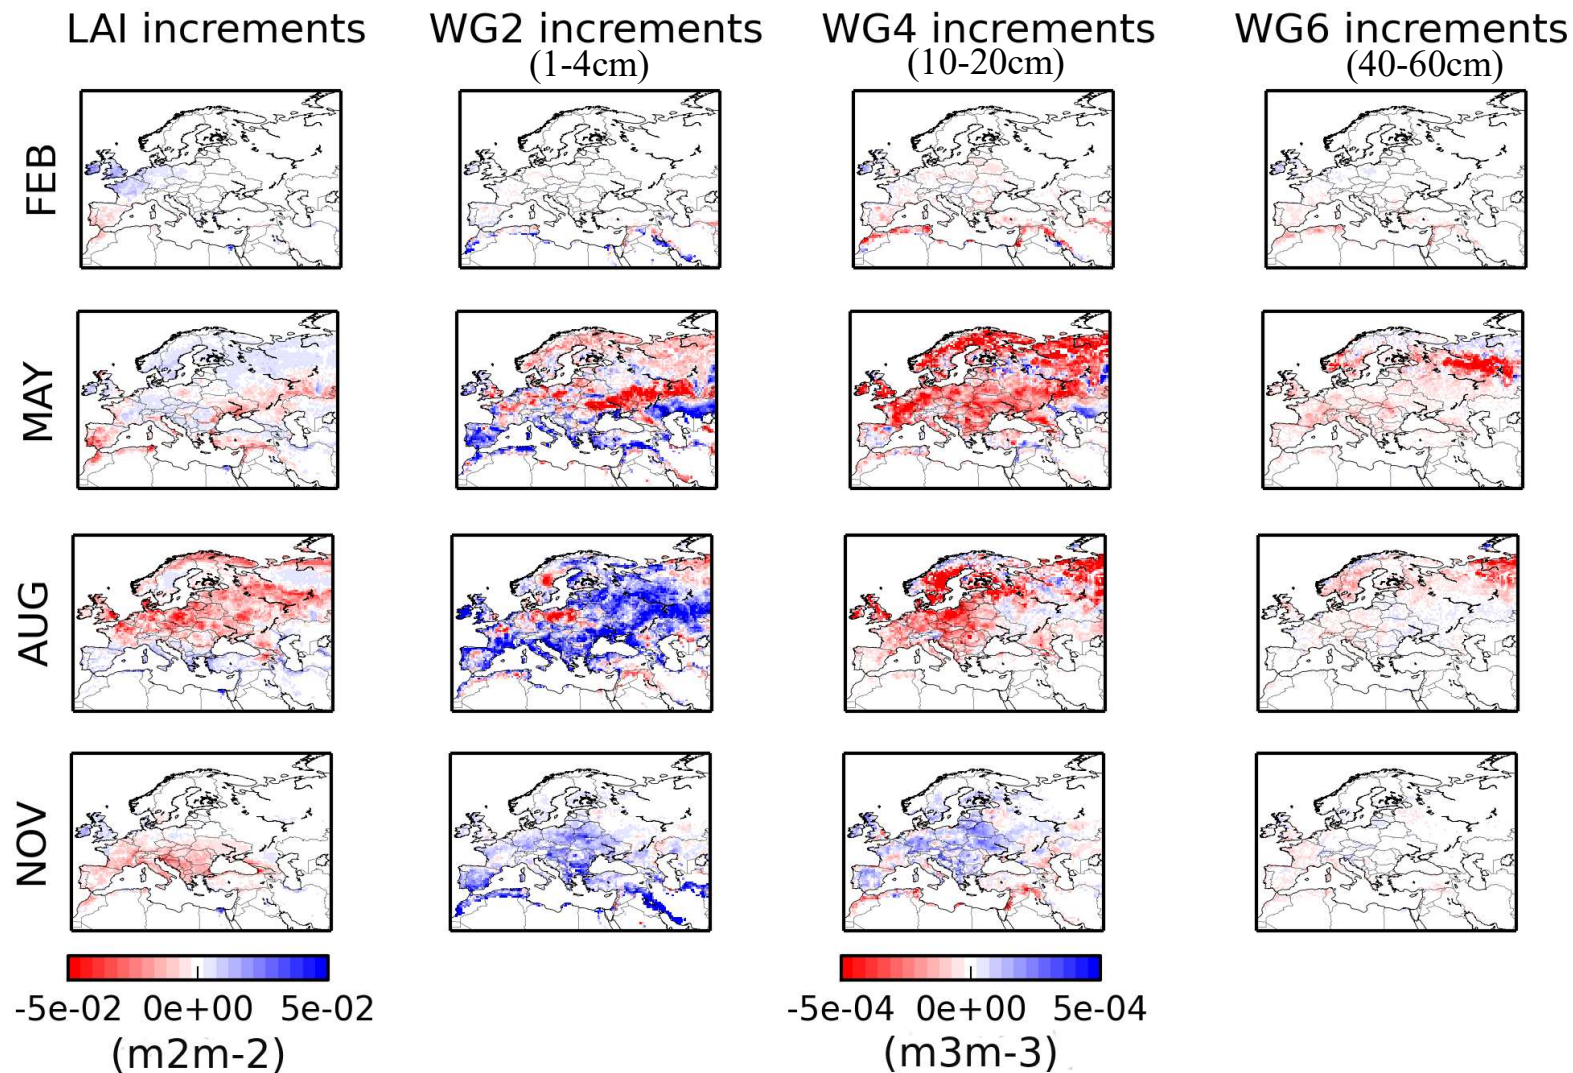 LAI increments WG2 increments WG4 increments WG6 increments
(1-4cm) (10-20cm) (40-60cm)
FEB
MAY
AUG
NOV
-5e-02 0e+00 5e-02 -5e-04 0e+00 5e-04
(m2m-2) (m3m-3)